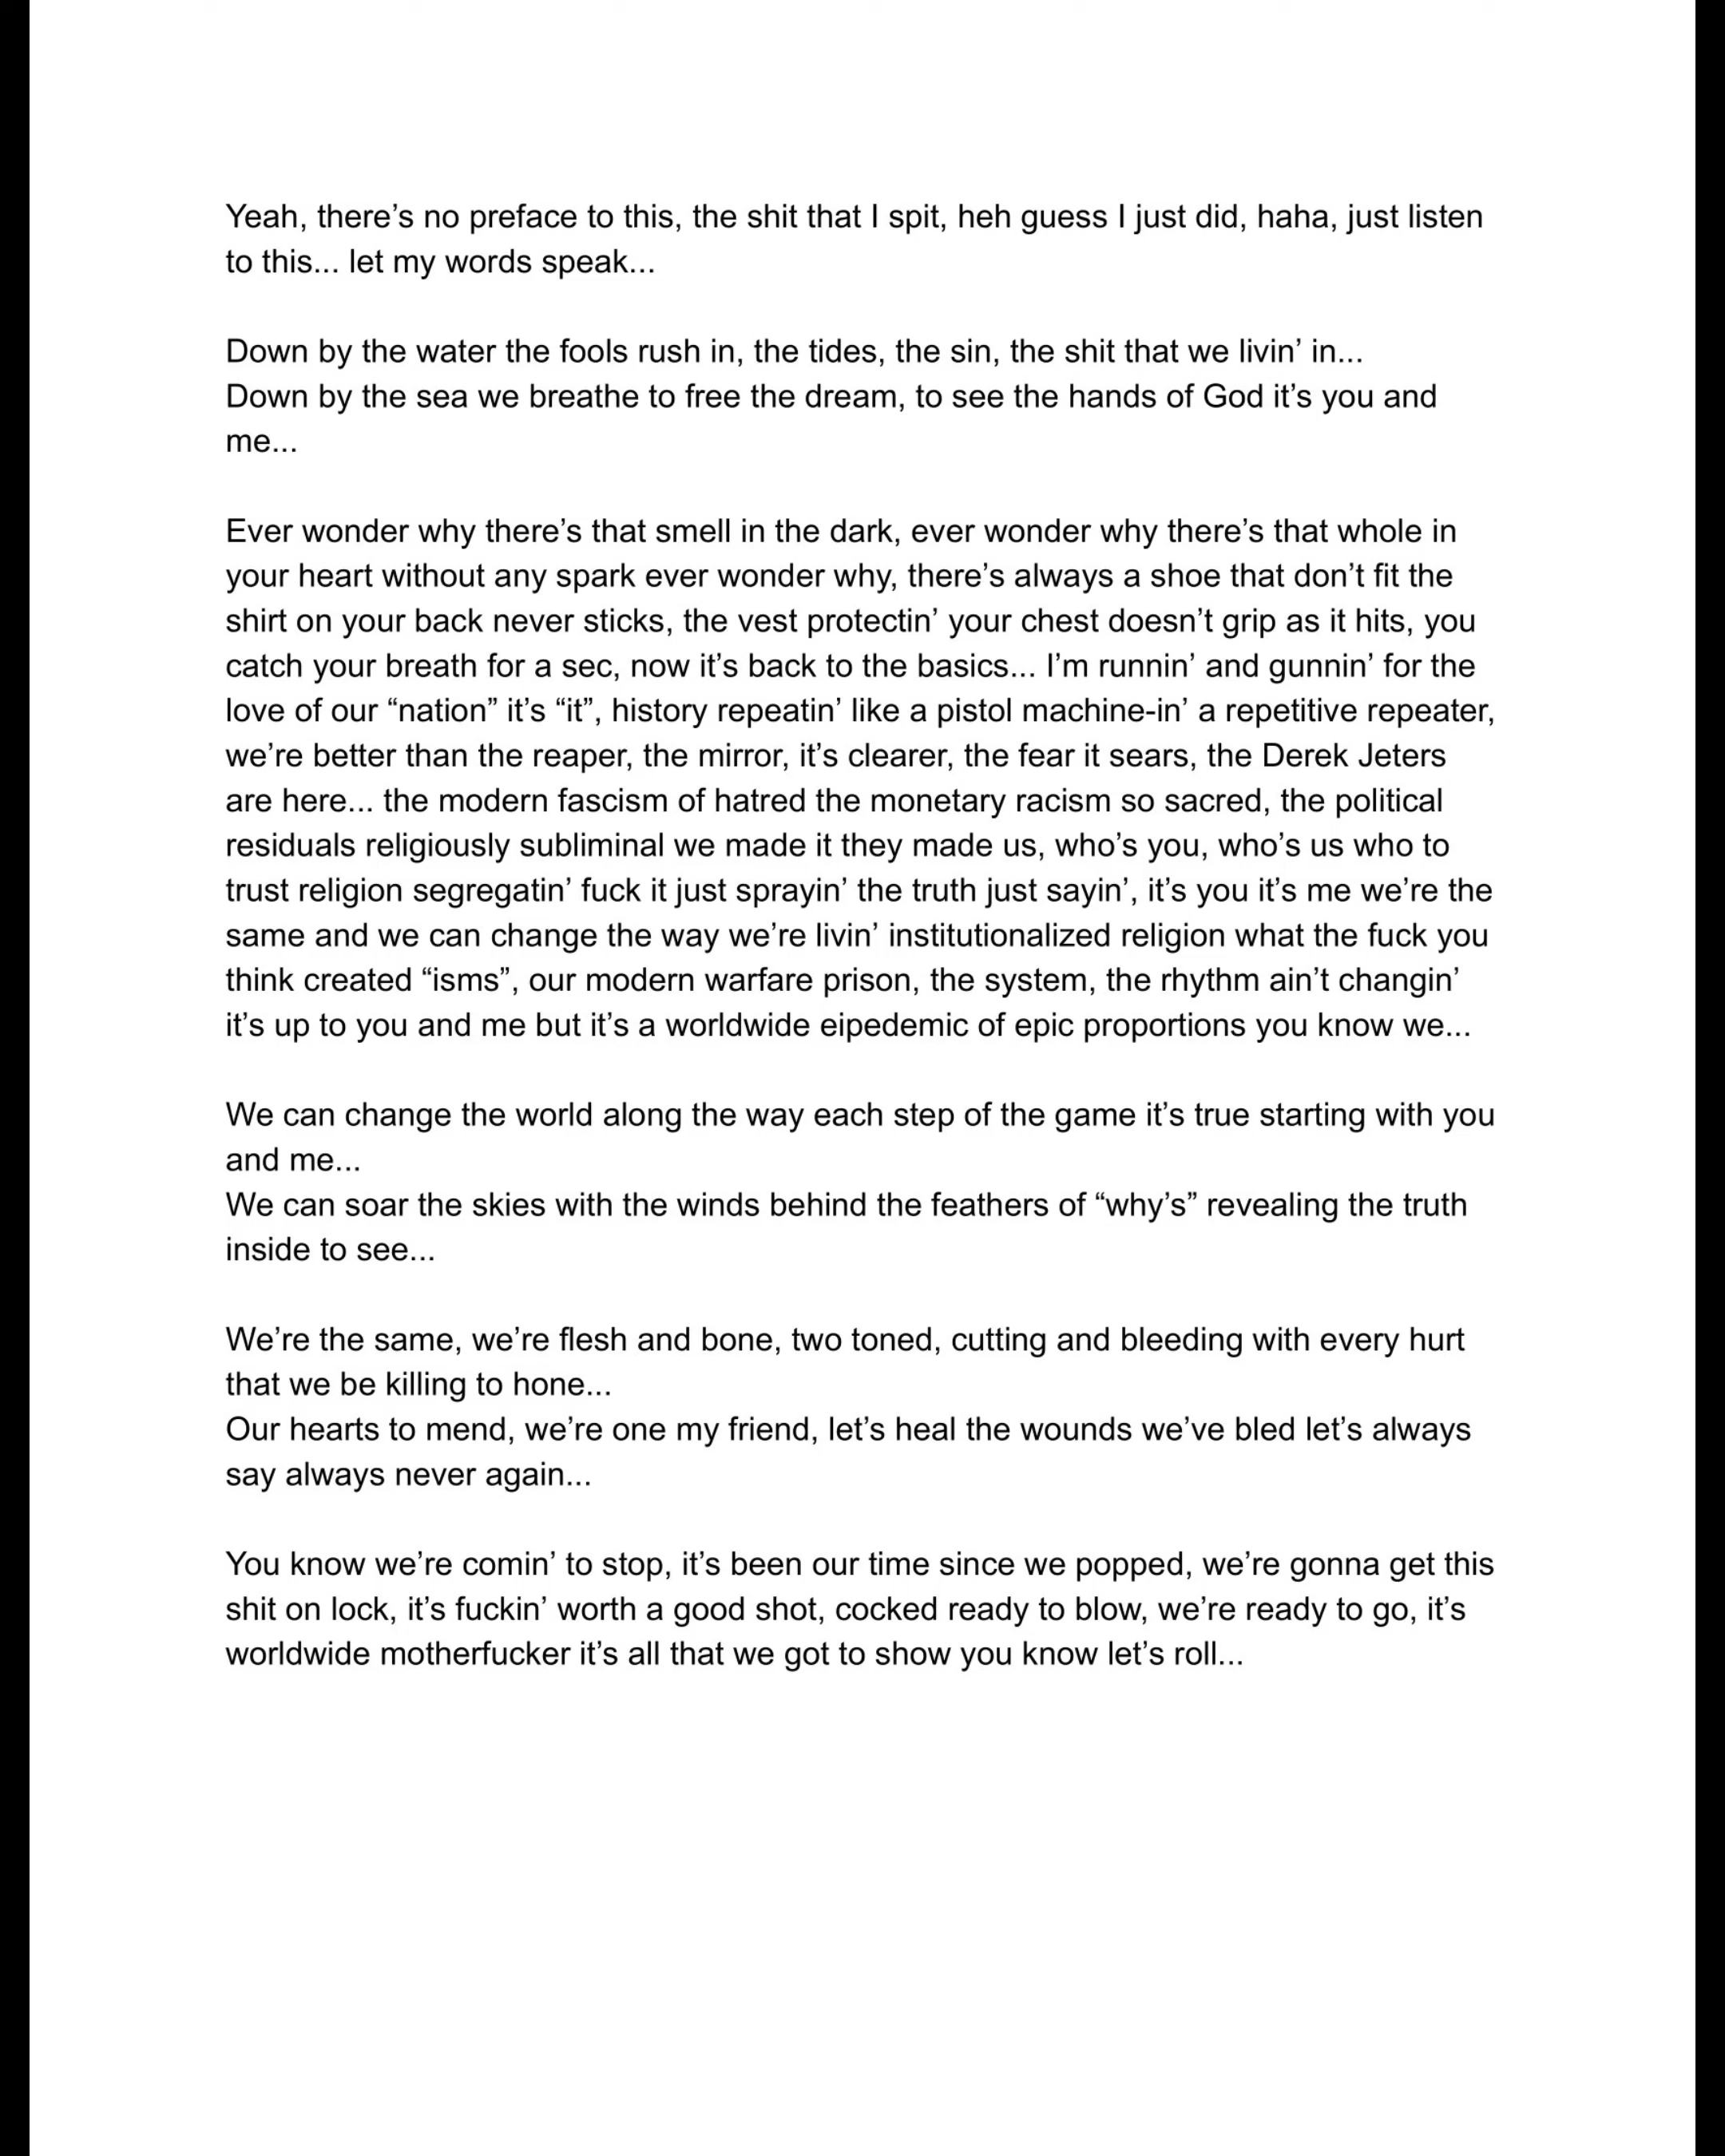 Yeah, there’s no preface to this, the shit that I spit, heh guess I just did, haha, just listen
to this... let my words speak...
Down by the water the fools rush in, the tides, the sin, the shit that we livin’ in...
Down by the sea we breathe to free the dream, to see the hands of God it’s you and
me...
Ever wonder why there’s that smell in the dark, ever wonder why there’s that whole in
your heart without any spark ever wonder why, there’s always a shoe that don’t fit the
shirt on your back never sticks, the vest protectin’ your chest doesn’t grip as it hits, you
catch your breath for a sec, now it’s back to the basics... I’m runnin’ and gunnin’ for the
love of our “nation” it’s “it”, history repeatin’ like a pistol machine-in’ a repetitive repeater,
we’re better than the reaper, the mirror, it’s clearer, the fear it sears, the Derek Jeters
are here... the modern fascism of hatred the monetary racism so sacred, the political
residuals religiously subliminal we made it they made us, who’s you, who’s us who to
trust religion segregatin’ fuck it just sprayin’ the truth just sayin’, it’s you it’s me we’re the
same and we can change the way we’re livin’ institutionalized religion what the fuck you
think created “isms”, our modern warfare prison, the system, the rhythm ain’t changin’
it’s up to you and me but it’s a worldwide eipedemic of epic proportions you know we...
We can change the world along the way each step of the game it’s true starting with you
and me...
We can soar the skies with the winds behind the feathers of “why’s” revealing the truth
inside to see...
We’re the same, we’re flesh and bone, two toned, cutting and bleeding with every hurt
that we be killing to hone...
Our hearts to mend, we’re one my friend, let’s heal the wounds we’ve bled let’s always
say always never again...
You know we’re comin’ to stop, it’s been our time since we popped, we’re gonna get this
shit on lock, it’s fuckin’ worth a good shot, cocked ready to blow, we’re ready to go, it’s
worldwide motherfucker it’s all that we got to show you know let’s roll...